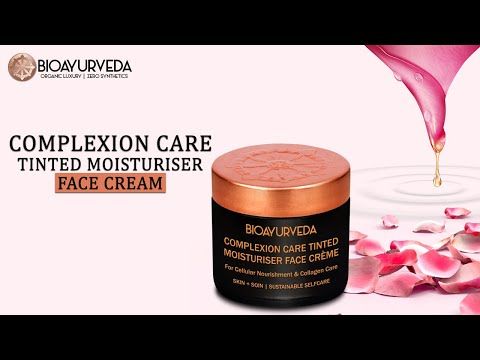 BIOAYURVEDA
ORGANIC LUXURY | ZERO SYNTHETICS
COMPLEXION CARE
TINTED MOISTURISER
FACE CREAM
BIOAYURVEDA
COMPLEXION CARE TINTED
MOISTURISER FACE CRÈME
For Cellular Nourishment & Collagen Care
SKIN + SOIN | SUSTAINABLE SELFCARE